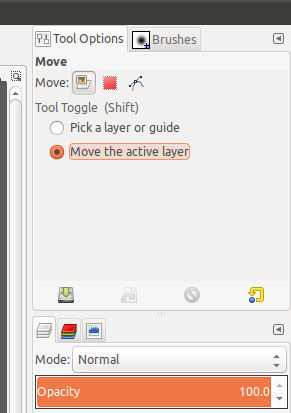 Tool Options Brushes
Move
Move:
Tool Toggle (Shift)
Pick a layer or guide
Move the active layer
Mode: Normal
Opacity 100.0